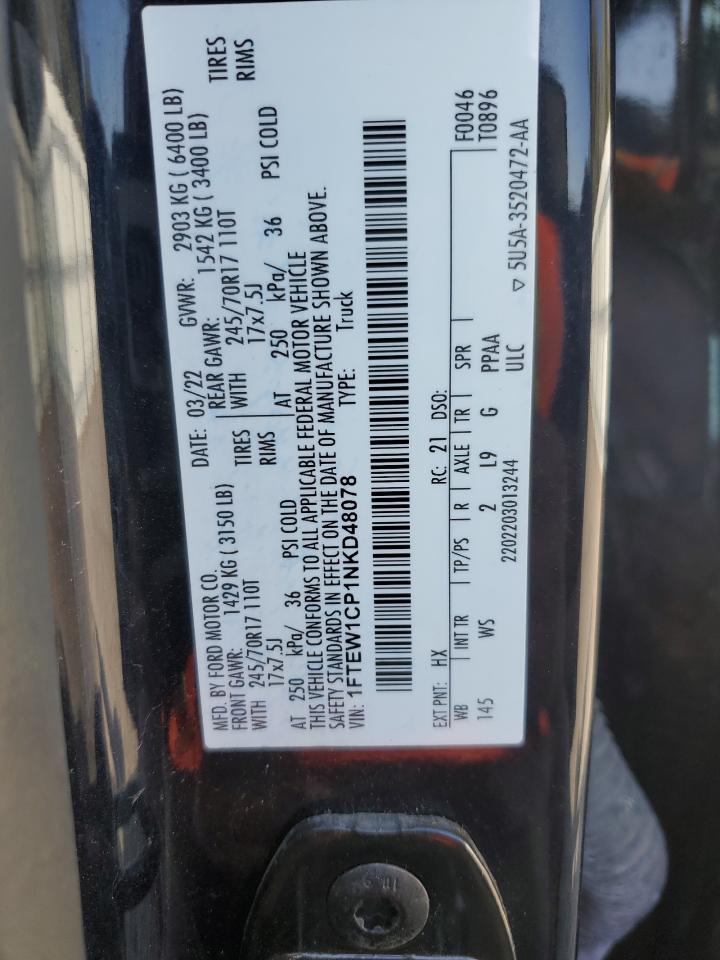 MFD. BY FORD MOTOR CO.
DATE: 03/22 GVWR: 2903 KG ( 6400 LB)
FRONT GAWR: 1429 KG ( 3150 LB) REAR GAWR: 1542 KG ( 3400 LB)
WITH 245/70R17 110T TIRES WITH 245/70R17 110T TIRES
17x7.5J RIMS 17x7.5J RIMS
AT 250 kPa/ 36 PSI COLD AT 250 kPa/ 36 PSI COLD
THIS VEHICLE CONFORMS TO ALL APPLICABLE FEDERAL MOTOR VEHICLE
SAFETY STANDARDS IN EFFECT ON THE DATE OF MANUFACTURE SHOWN ABOVE.
VIN: 1FTEW1CP1NKD48078 TYPE: Truck
EXT PNT: HX RC: 21 DSO: F0046
WB INT TR TP/PS R AXLE TR SPR T0896
145 WS 2 L9 G PPAA
ULC
2202203013244
▽ 5U5A-3520472-AA
10.9